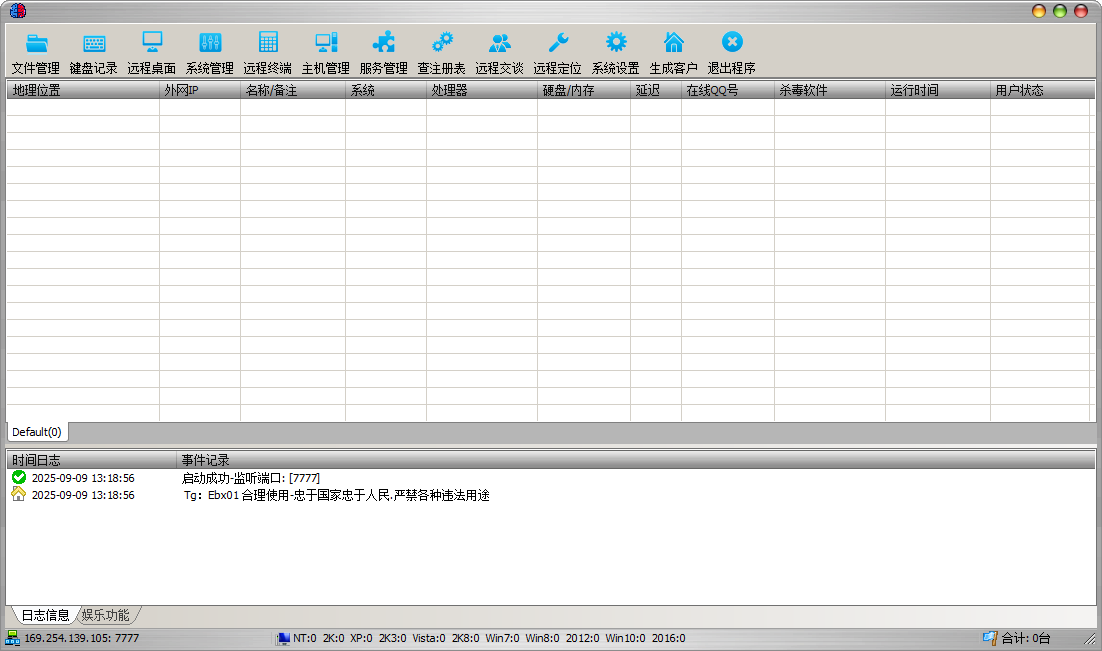 文件管理 键盘记录 远程桌面 系统管理 远程终端 主机管理 服务管理 查注册表 远程交谈 远程定位 系统设置 生成客户 退出程序
地理位置 外网IP 名称/备注 系统 处理器 硬盘/内存 延迟 在线QQ号 杀毒软件 运行时间 用户状态
Default(0)
时间日志 事件记录
2025-09-09 13:18:56 启动成功-监听端口: [7777]
2025-09-09 13:18:56 Tg：Ebx01 合理使用-忠于国家忠于人民.严禁各种违法用途
日志信息 娱乐功能
169.254.139.105: 7777 NT:0 2K:0 XP:0 2K3:0 Vista:0 2K8:0 Win7:0 Win8:0 2012:0 Win10:0 2016:0 合计: 0台